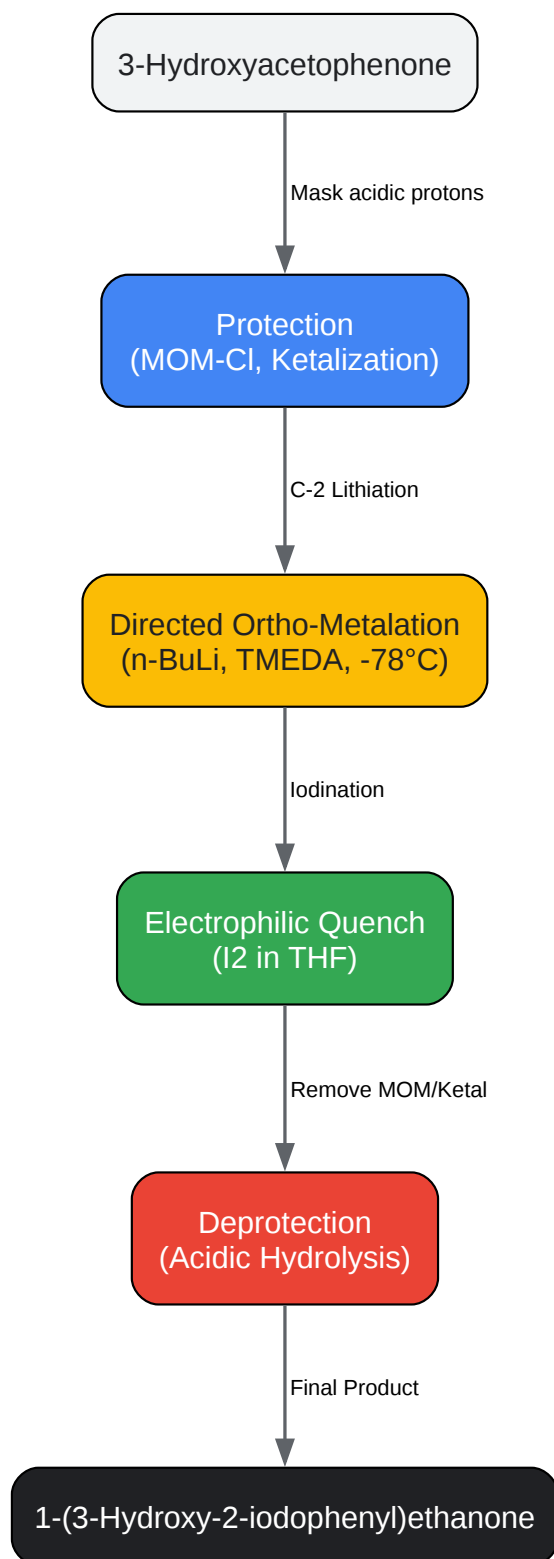 3-Hydroxyacetophenone
Mask acidic protons
Protection
(MOM-Cl, Ketalization)
C-2 Lithiation
Directed Ortho-Metalation
(n-BuLi, TMEDA, -78°C)
Iodination
Electrophilic Quench
(I2 in THF)
Remove MOM/Ketal
Deprotection
(Acidic Hydrolysis)
Final Product
1-(3-Hydroxy-2-iodophenyl)ethanone